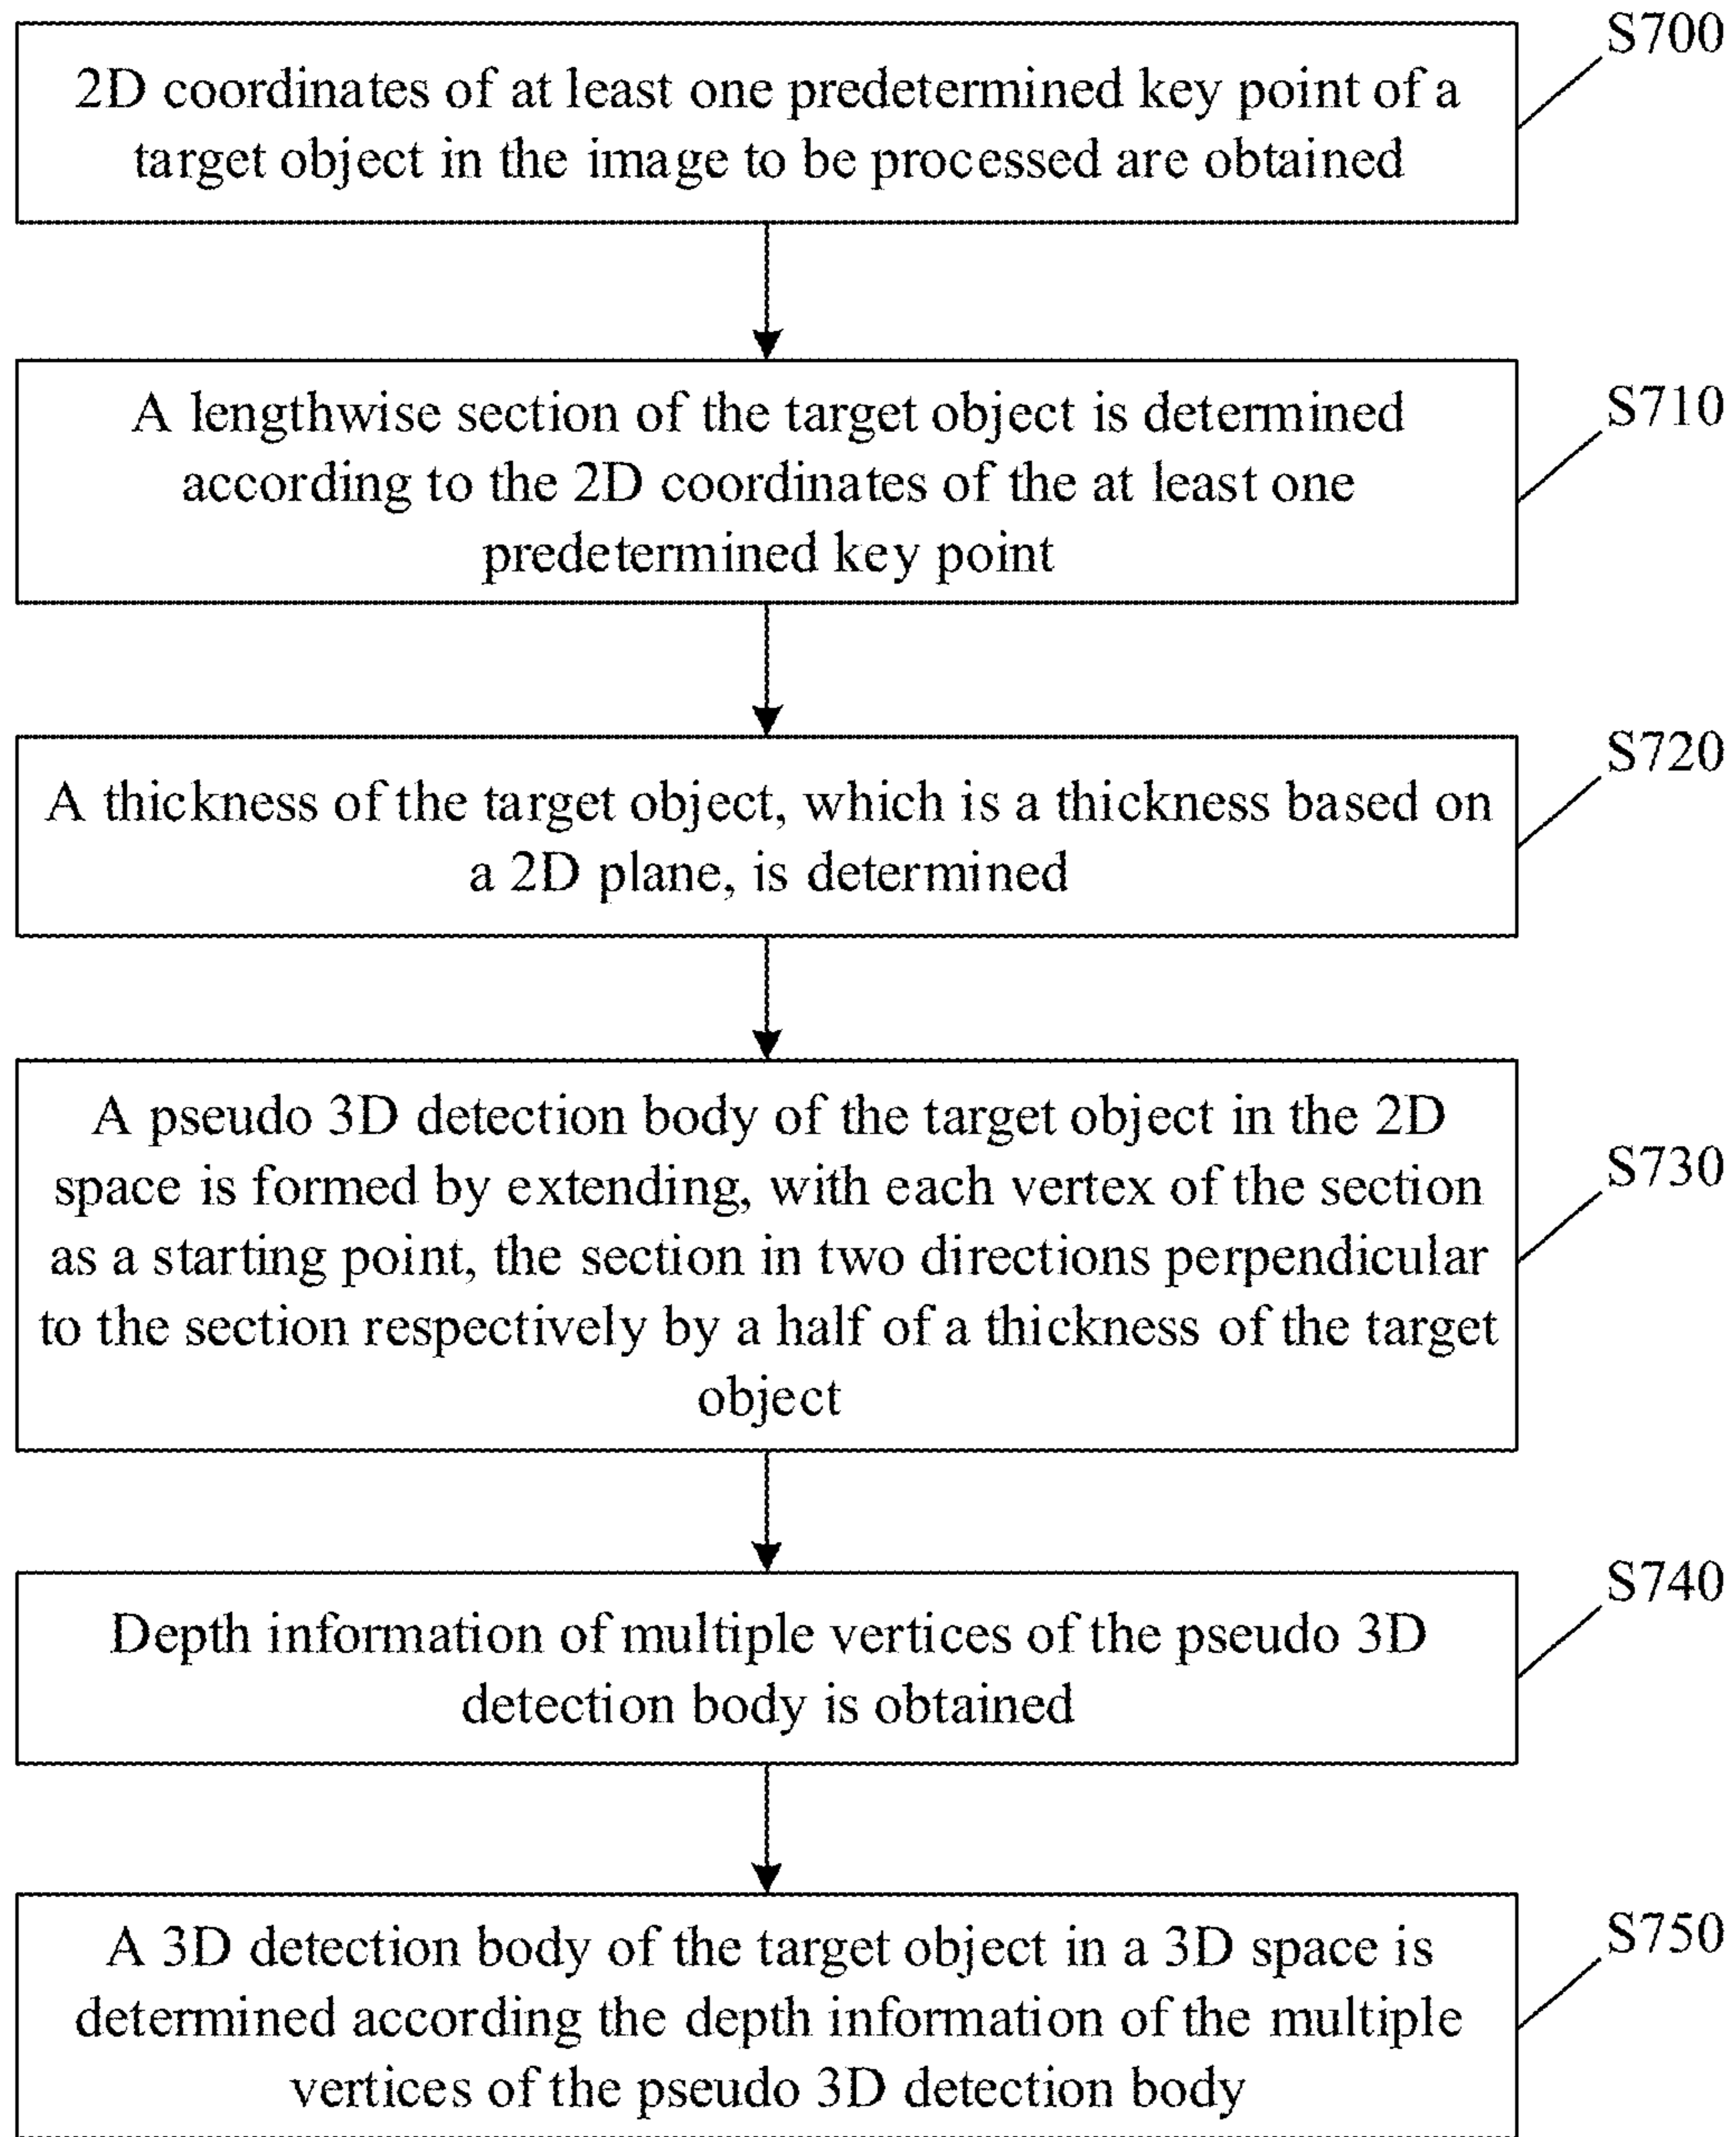 S700
2D coordinates of at least one predetermined key point of a
target object in the image to be processed are obtained
S710
A lengthwise section of the target object is determined
according to the 2D coordinates of the at least one
predetermined key point
S720
A thickness of the target object, which is a thickness based on
a 2D plane, is determined
S730
A pseudo 3D detection body of the target object in the 2D
space is formed by extending, with each vertex of the section
as a starting point, the section in two directions perpendicular
to the section respectively by a half of a thickness of the target
object
S740
Depth information of multiple vertices of the pseudo 3D
detection body is obtained
S750
A 3D detection body of the target object in a 3D space is
determined according the depth information of the multiple
vertices of the pseudo 3D detection body